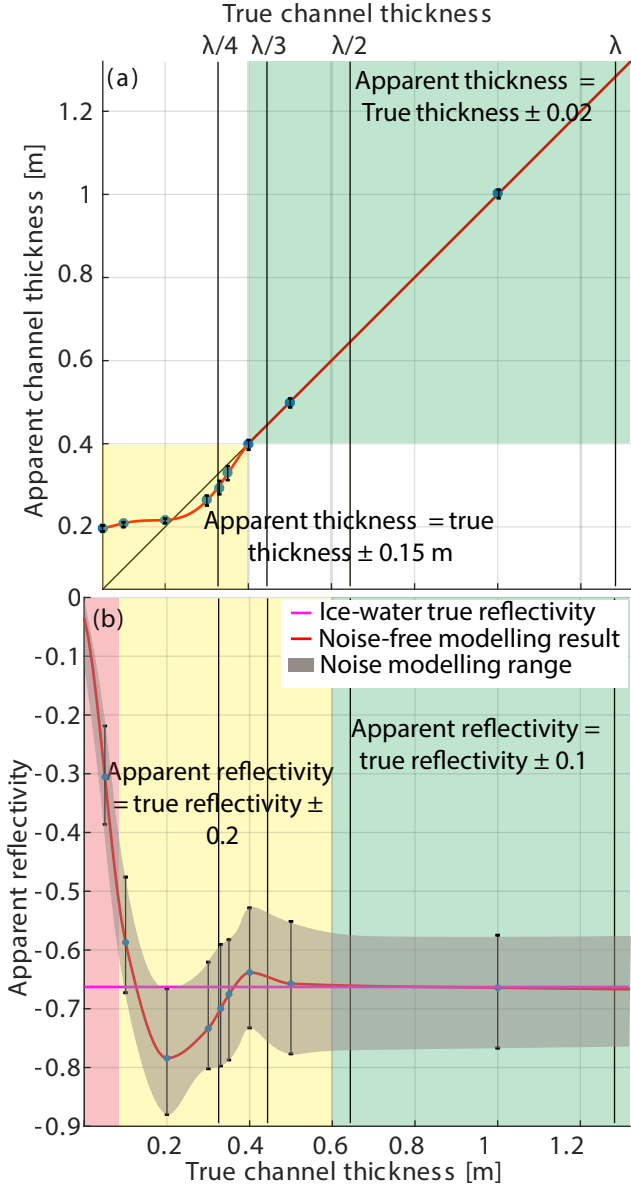 True channel thickness
λ/4 λ/3 λ/2 λ
(a)
Apparent thickness =
True thickness ± 0.02
1.2
1
0.8
0.6
0.4
0.2
Apparent channel thickness [m]
Apparent thickness = true
thickness ± 0.15 m
0
(b)
Ice-water true reflectivity
Noise-free modelling result
Noise modelling range
-0.1
-0.2
-0.3
-0.4
-0.5
-0.6
-0.7
-0.8
-0.9
Apparent reflectivity
Apparent reflectivity =
true reflectivity ± 0.1
Apparent reflectivity
= true reflectivity ±
0.2
0.2 0.4 0.6 0.8 1 1.2
True channel thickness [m]